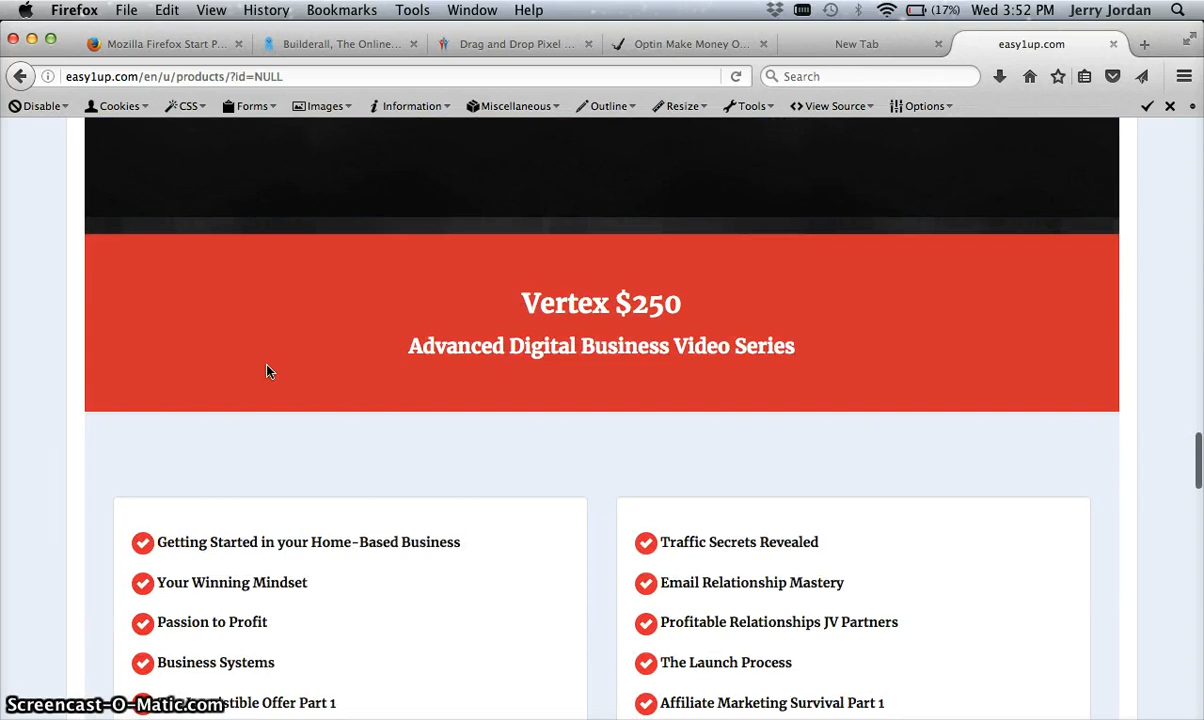 Firefox File Edit View History Bookmarks Tools Window Help (17%) Wed 3:52 PM Jerry Jordan
Mozilla Firefox Start P... Builderall, The Online... Drag and Drop Pixel ... Optin Make Money O... New Tab easy1up.com
easy1up.com/en/u/products/?id=NULL Search
Disable Cookies CSS Forms Images Information Miscellaneous Outline Resize Tools View Source Options
Vertex $250
Advanced Digital Business Video Series
Getting Started in your Home-Based Business
Your Winning Mindset
Passion to Profit
Business Systems
istible Offer Part 1
Traffic Secrets Revealed
Email Relationship Mastery
Profitable Relationships JV Partners
The Launch Process
Affiliate Marketing Survival Part 1
Screencast-O-Matic.com